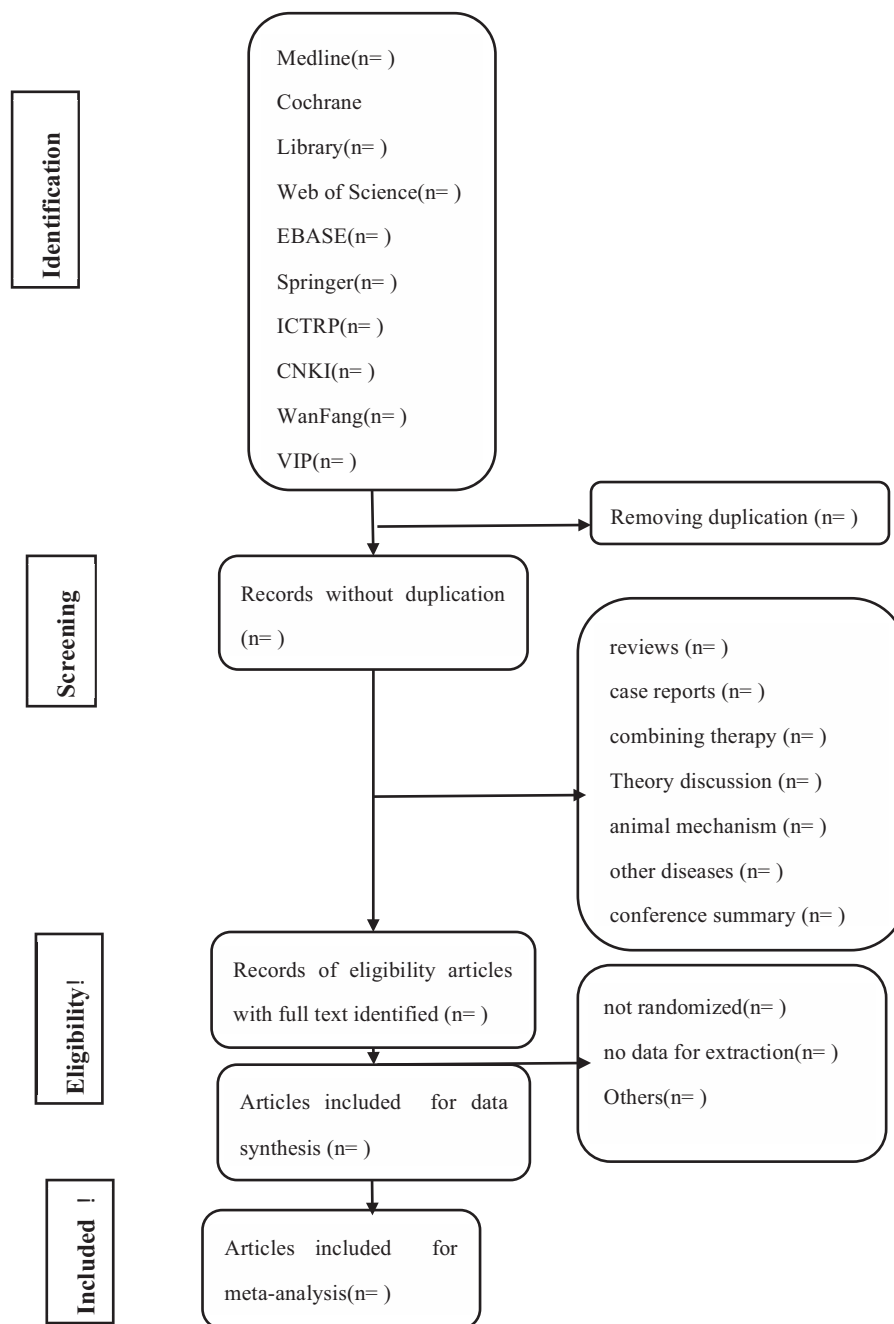 Identification
Medline(n= )
Cochrane
Library(n= )
Web of Science(n= )
EBASE(n= )
Springer(n= )
ICTRP(n= )
CNKI(n= )
WanFang(n= )
VIP(n= )
Removing duplication (n= )
Screening
Records without duplication
(n= )
reviews (n= )
case reports (n= )
combining therapy (n= )
Theory discussion (n= )
animal mechanism (n= )
other diseases (n= )
conference summary (n= )
Eligibility!
Records of eligibility articles
with full text identified (n= )
not randomized(n= )
no data for extraction(n= )
Others(n= )
Articles included for data
synthesis (n= )
Included !
Articles included for
meta-analysis(n= )